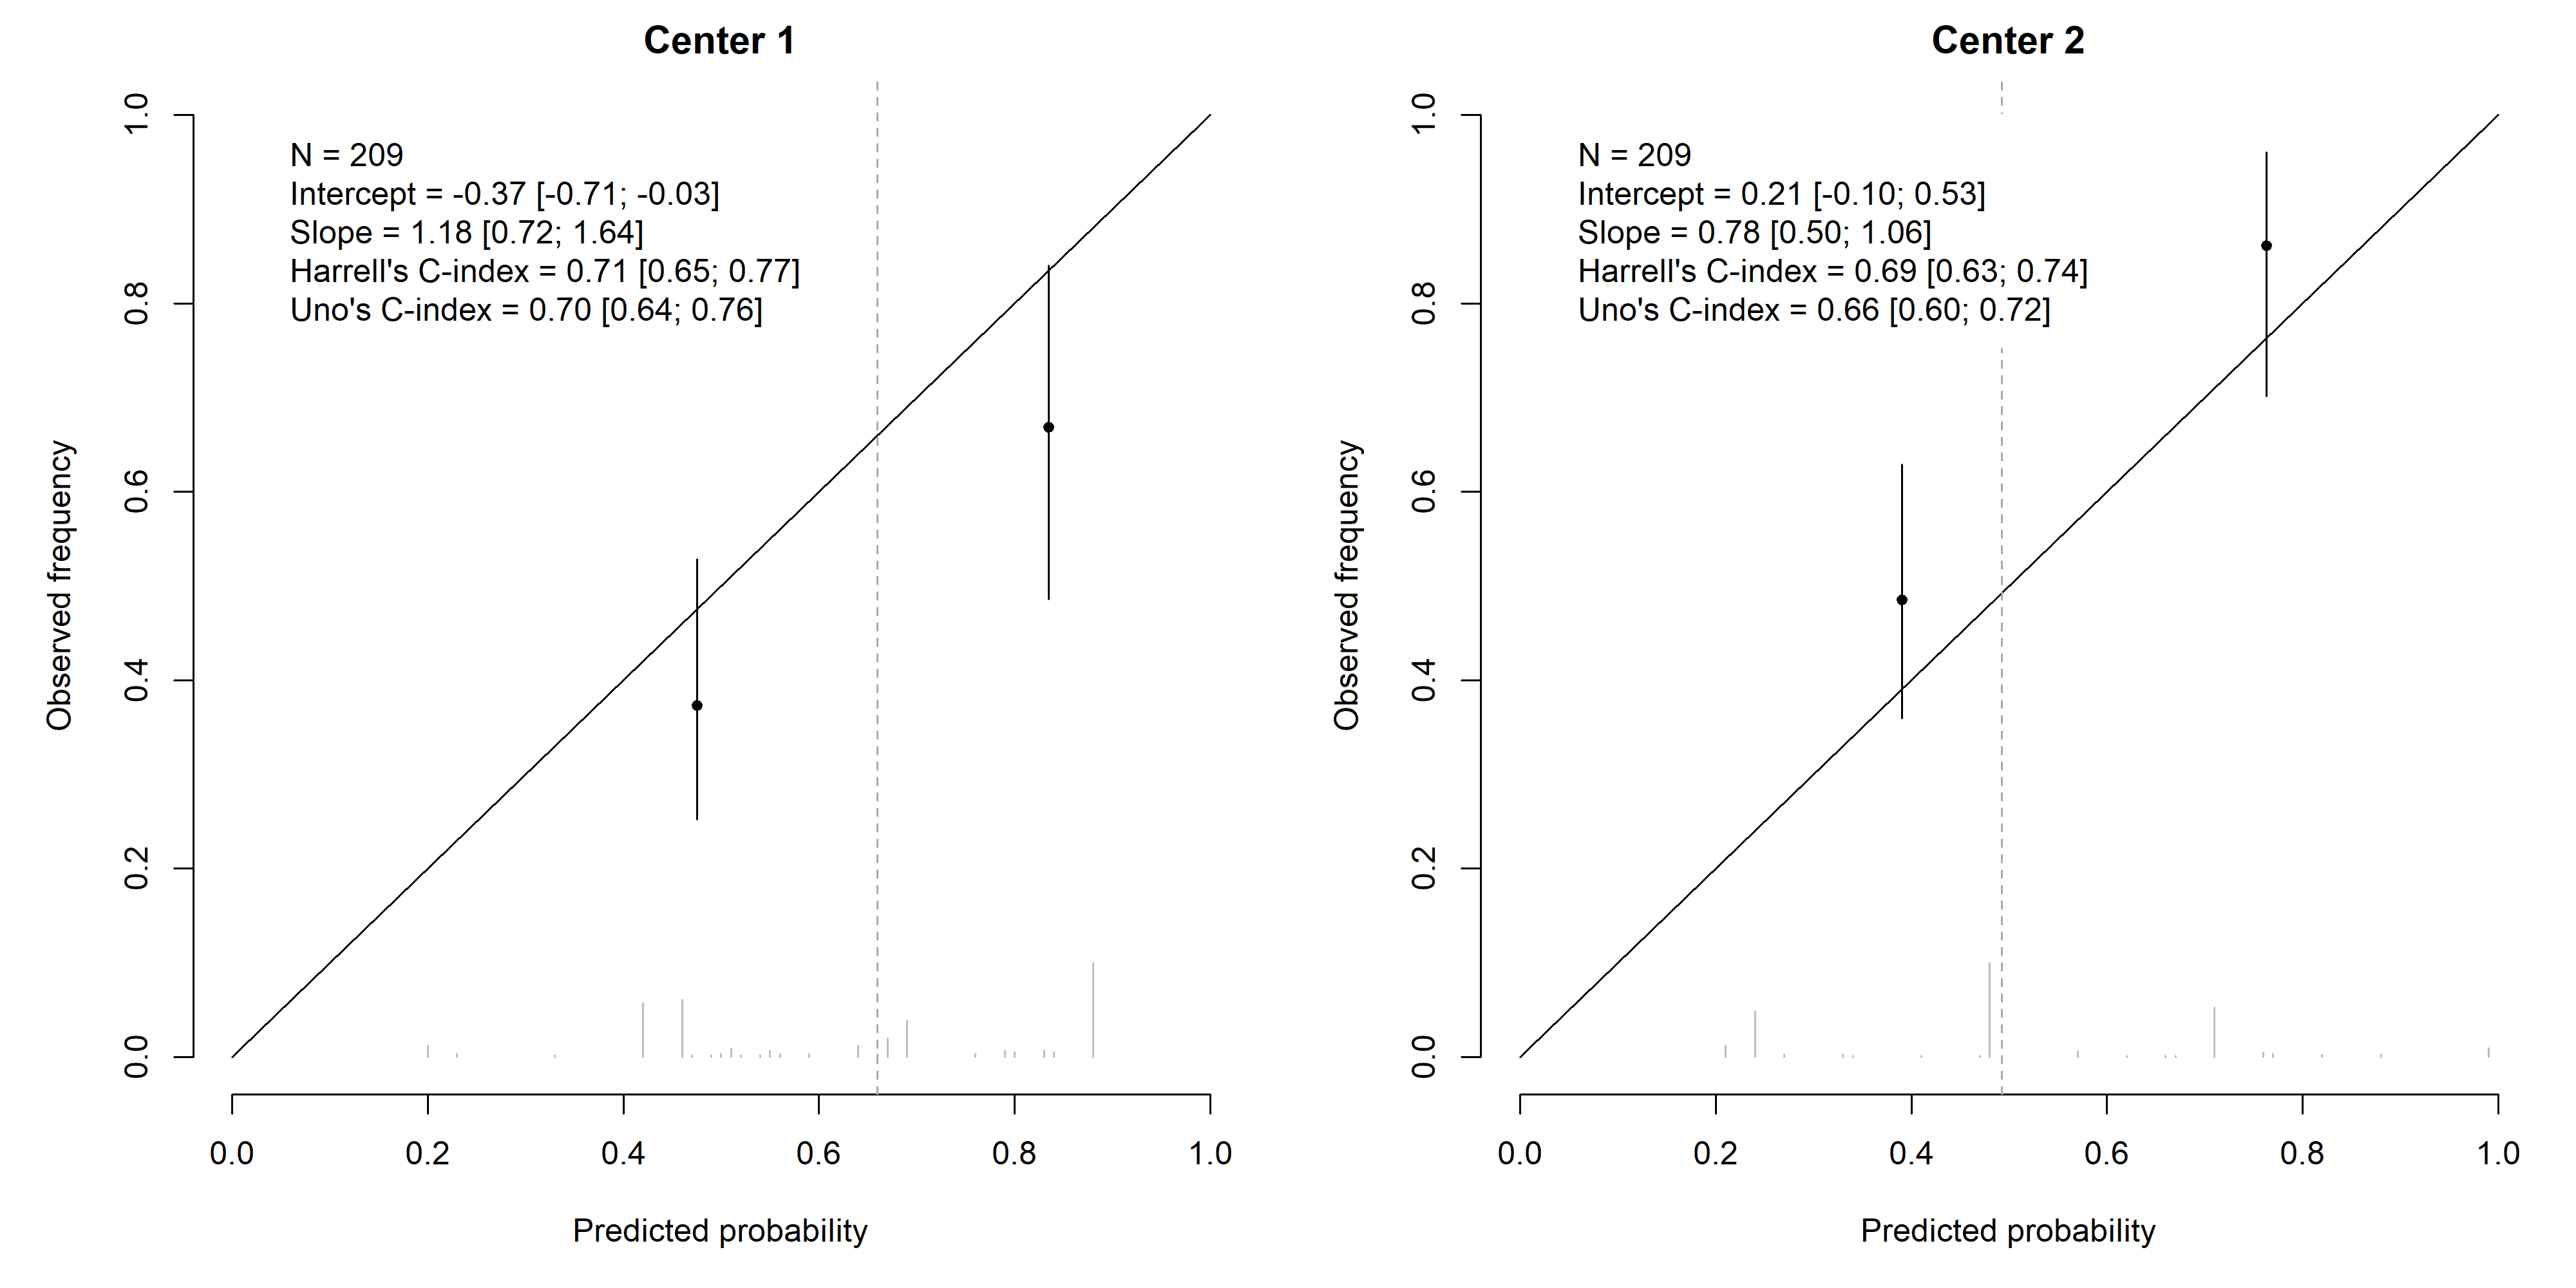 Center 1
N = 209
Intercept = -0.37 [-0.71; -0.03]
Slope = 1.18 [0.72; 1.64]
Harrell's C-index = 0.71 [0.65; 0.77]
Uno's C-index = 0.70 [0.64; 0.76]
Observed frequency
1.0
0.8
0.6
0.4
0.2
0.0
0.0 0.2 0.4 0.6 0.8 1.0
Predicted probability
Center 2
N = 209
Intercept = 0.21 [-0.10; 0.53]
Slope = 0.78 [0.50; 1.06]
Harrell's C-index = 0.69 [0.63; 0.74]
Uno's C-index = 0.66 [0.60; 0.72]
Observed frequency
1.0
0.8
0.6
0.4
0.2
0.0
0.0 0.2 0.4 0.6 0.8 1.0
Predicted probability